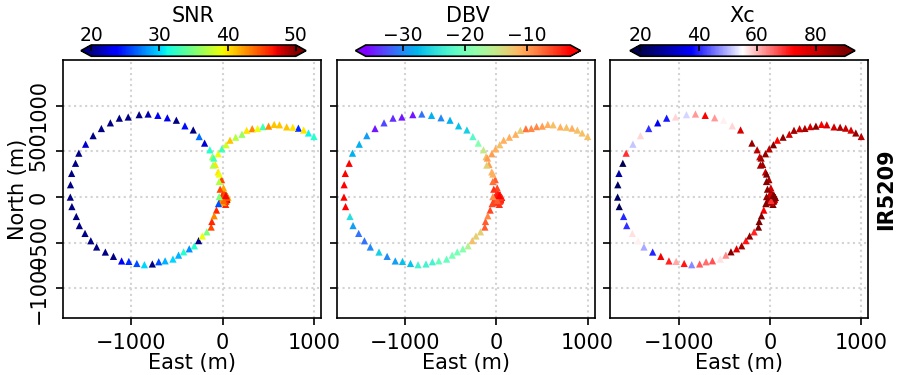 SNR DBV Xc
20 30 40 50 −30 −20 −10 20 40 60 80
1000
500
0
−500
−1000
North (m)
IR5209
−1000 0 1000 −1000 0 1000 −1000 0 1000
East (m) East (m) East (m)